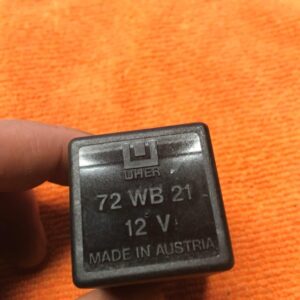 UHER
72 WB 21
12 V
MADE IN AUSTRIA